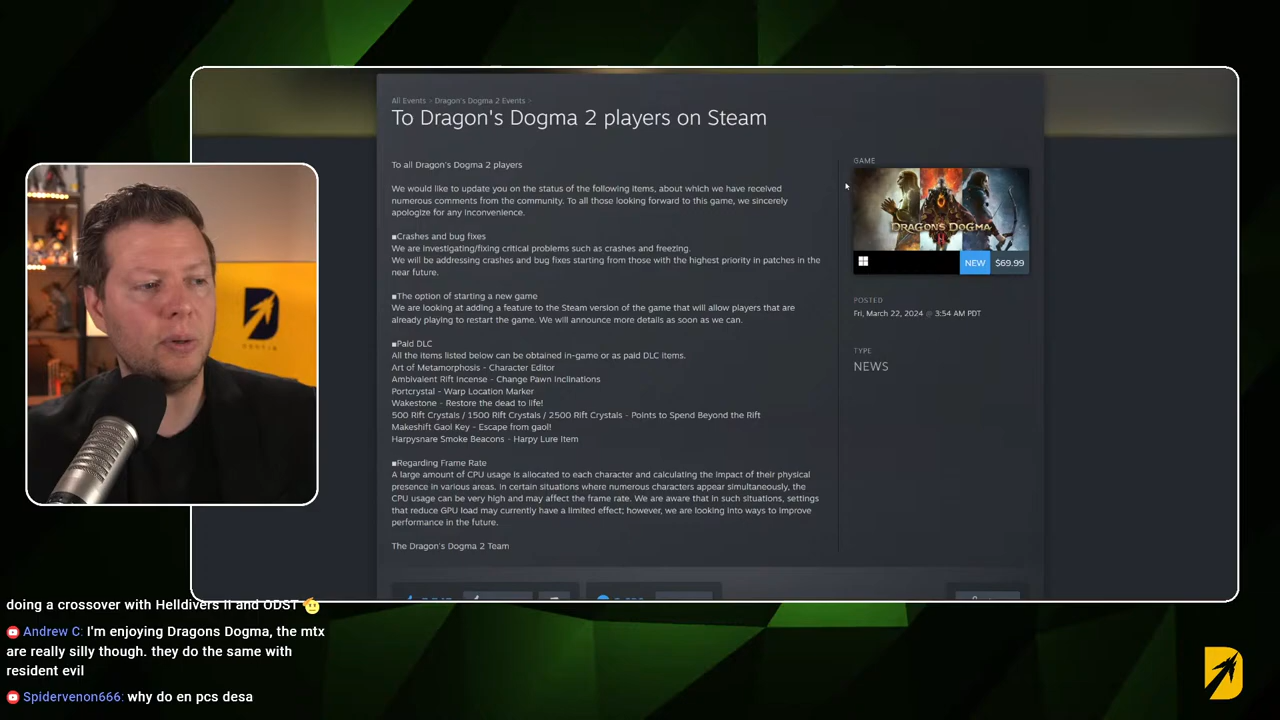 All Events > Dragon's Dogma 2 Events >
To Dragon's Dogma 2 players on Steam
To all Dragon's Dogma 2 players
We would like to update you on the status of the following items, about which we have received
numerous comments from the community. To all those looking forward to this game, we sincerely
apologize for any inconvenience.
■Crashes and bug fixes
We are investigating/fixing critical problems such as crashes and freezing.
We will be addressing crashes and bug fixes starting from those with the highest priority in patches in the
near future.
■The option of starting a new game
We are looking at adding a feature to the Steam version of the game that will allow players that are
already playing to restart the game. We will announce more details as soon as we can.
■Paid DLC
All the items listed below can be obtained in-game or as paid DLC items.
Art of Metamorphosis - Character Editor
Ambivalent Rift Incense - Change Pawn Inclinations
Portcrystal - Warp Location Marker
Wakestone - Restore the dead to life!
500 Rift Crystals / 1500 Rift Crystals / 2500 Rift Crystals - Points to Spend Beyond the Rift
Makeshift Gaol Key - Escape from gaol!
Harpysnare Smoke Beacons - Harpy Lure Item
■Regarding Frame Rate
A large amount of CPU usage is allocated to each character and calculating the impact of their physical
presence in various areas. In certain situations where numerous characters appear simultaneously, the
CPU usage can be very high and may affect the frame rate. We are aware that in such situations, settings
that reduce GPU load may currently have a limited effect; however, we are looking into ways to improve
performance in the future.
The Dragon's Dogma 2 Team
GAME
DRAGON'S DOGMA
NEW $69.99
POSTED
Fri, March 22, 2024 @ 3:54 AM PDT
TYPE
NEWS
doing a crossover with Helldivers II and ODST
Andrew C: I'm enjoying Dragons Dogma, the mtx
are really silly though. they do the same with
resident evil
Spidervenon666: why do en pcs desa